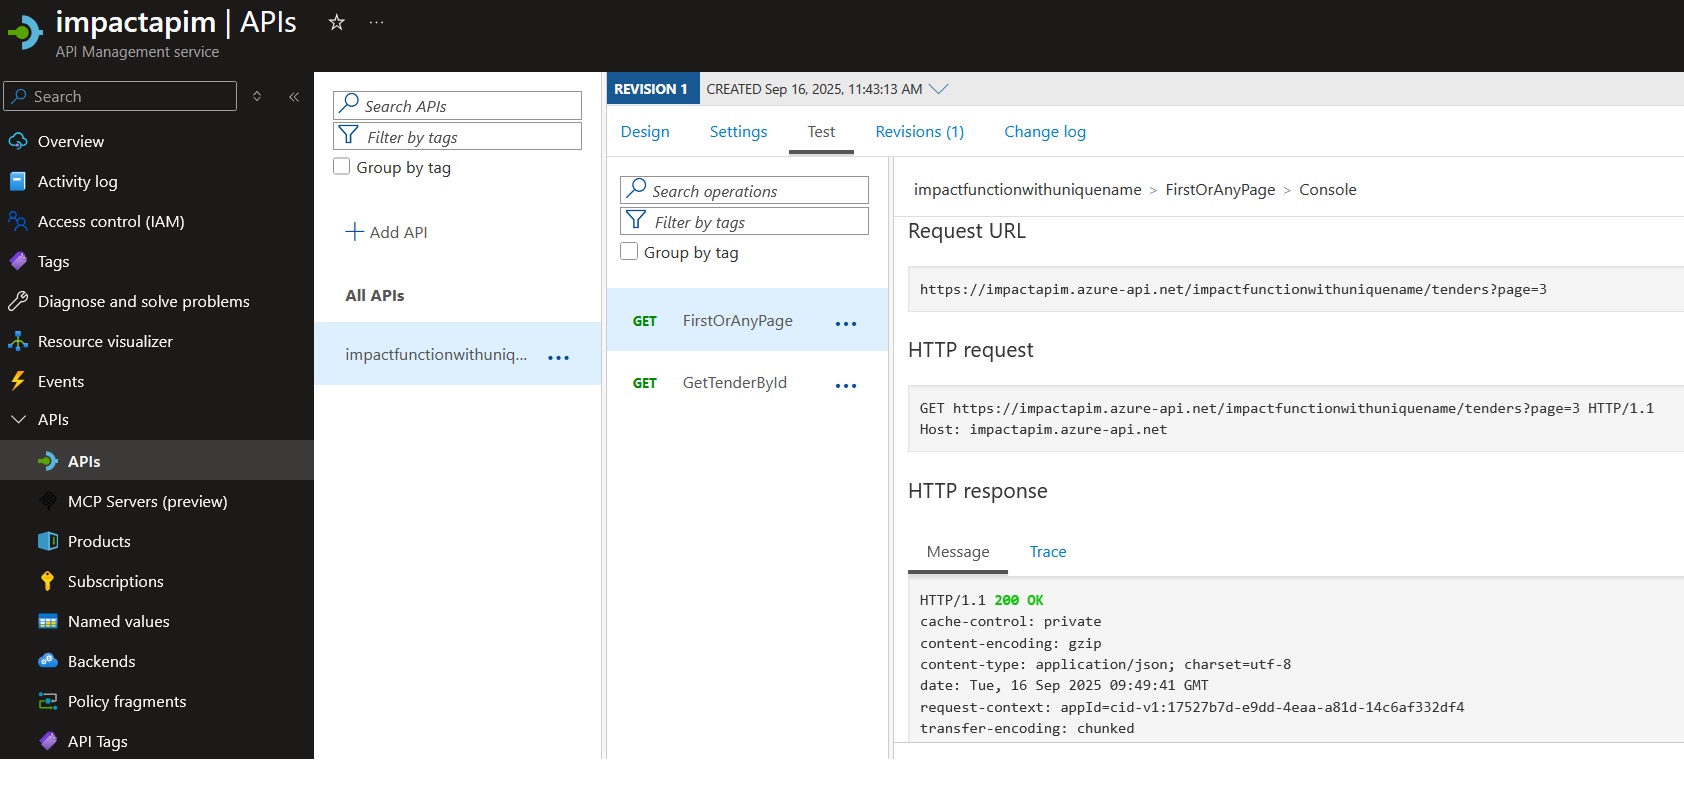 impactapim | APIs
API Management service
Search
Overview
Activity log
Access control (IAM)
Tags
Diagnose and solve problems
Resource visualizer
Events
APIs
APIs
MCP Servers (preview)
Products
Subscriptions
Named values
Backends
Policy fragments
API Tags
Search APIs
Filter by tags
Group by tag
Add API
All APIs
impactfunctionwithuniq...
REVISION 1
CREATED Sep 16, 2025, 11:43:13 AM
Design
Settings
Test
Revisions (1)
Change log
Search operations
Filter by tags
Group by tag
GET FirstOrAnyPage
GET GetTenderById
impactfunctionwithuniquename > FirstOrAnyPage > Console
Request URL
https://impactapim.azure-api.net/impactfunctionwithuniquename/tenders?page=3
HTTP request
GET https://impactapim.azure-api.net/impactfunctionwithuniquename/tenders?page=3 HTTP/1.1
Host: impactapim.azure-api.net
HTTP response
Message
Trace
HTTP/1.1 200 OK
cache-control: private
content-encoding: gzip
content-type: application/json; charset=utf-8
date: Tue, 16 Sep 2025 09:49:41 GMT
request-context: appId=cid-v1:17527b7d-e9dd-4eaa-a81d-14c6af332df4
transfer-encoding: chunked